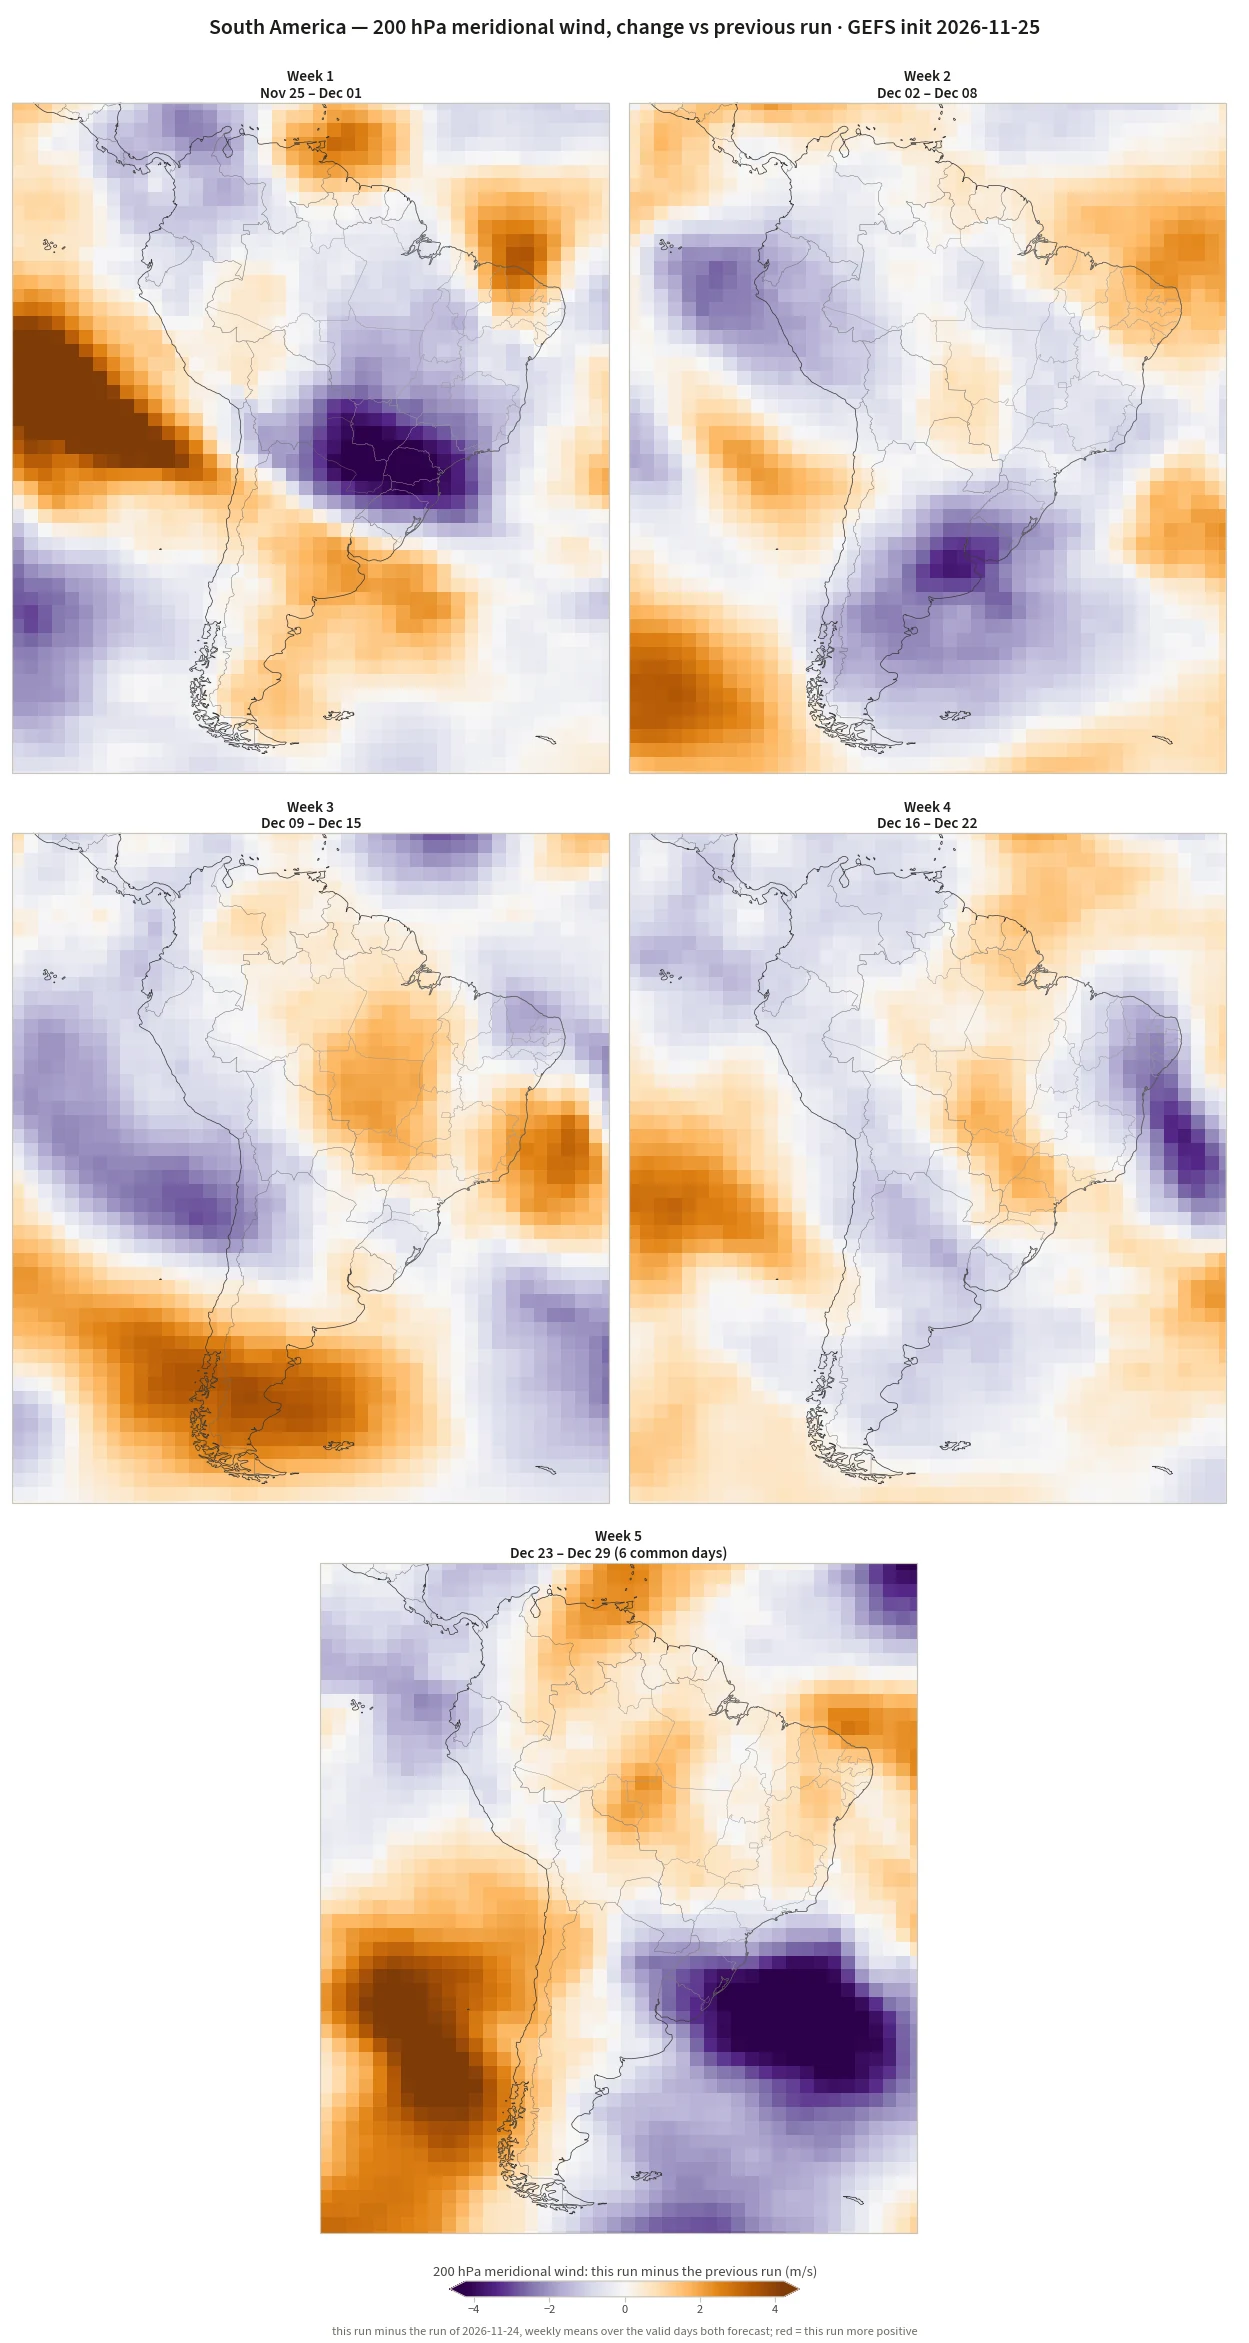 South America — 200 hPa meridional wind, change vs previous run · GEFS init 2026-11-25
Week 1
Nov 25 – Dec 01
Week 2
Dec 02 – Dec 08
Week 3
Dec 09 – Dec 15
Week 4
Dec 16 – Dec 22
Week 5
Dec 23 – Dec 29 (6 common days)
200 hPa meridional wind: this run minus the previous run (m/s)
−4 −2 0 2 4
this run minus the run of 2026-11-24, weekly means over the valid days both forecast; red = this run more positive